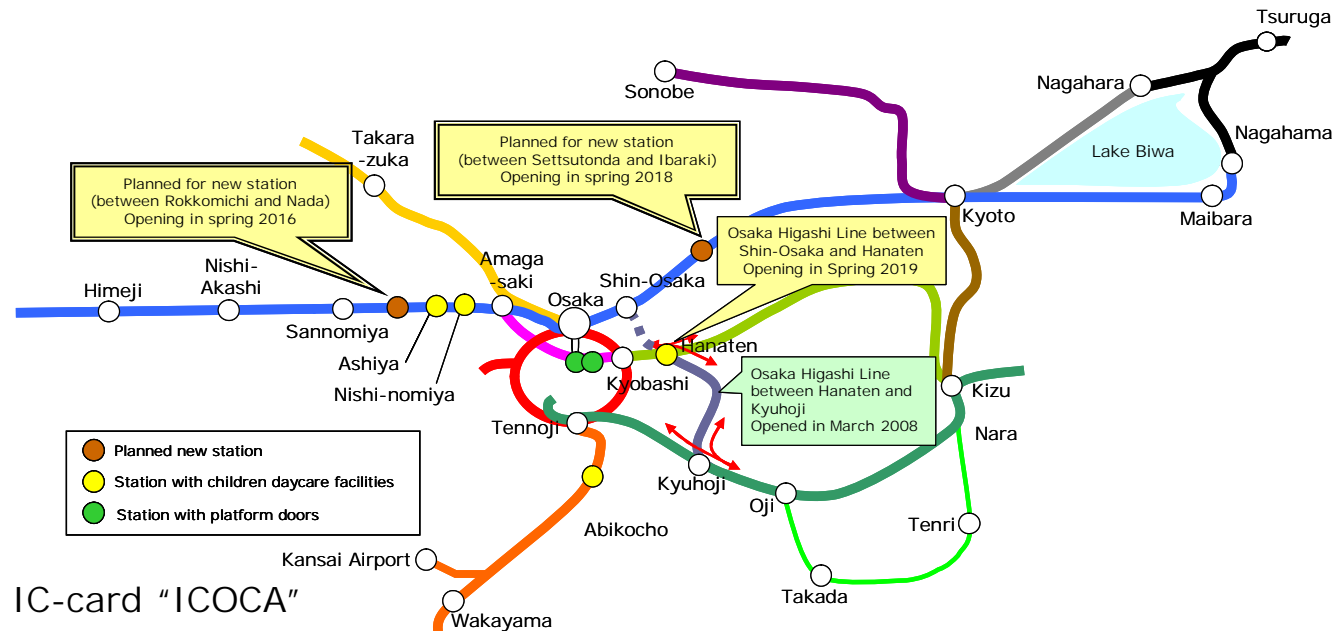 Tsuruga
Nagahara
Sonobe
Nagahama
Takara
-zuka
Planned for new station
(between Settsutonda and Ibaraki)
Opening in spring 2018
Lake Biwa
Planned for new station
(between Rokkomichi and Nada)
Opening in spring 2016
Kyoto
Maibara
Osaka Higashi Line between
Shin-Osaka and Hanaten
Opening in Spring 2019
Amaga
-saki
Shin-Osaka
Nishi-
Akashi
Himeji
Osaka
Sannomiya
Hanaten
Ashiya
Kyobashi
Nishi-nomiya
Osaka Higashi Line
between Hanaten and
Kyuhoji
Opened in March 2008
Kizu
Tennoji
Nara
Planned new station
Station with children daycare facilities
Station with platform doors
Kyuhoji
Oji
Abikocho
Tenri
Kansai Airport
Takada
IC-card “ICOCA”
Wakayama